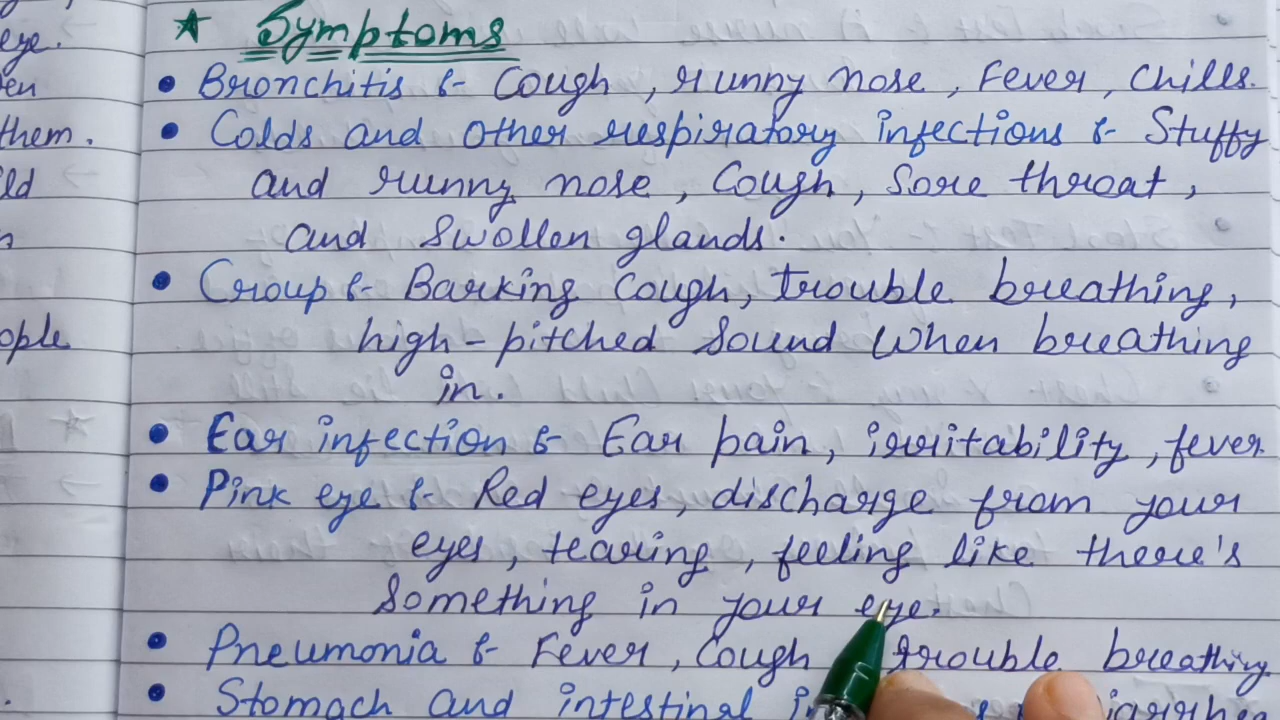 ★ Symptoms
• Bronchitis :- Cough, runny nose, Fever, Chills.
• Colds and Other respiratory infections :- Stuffy
and runny nose, Cough, Sore throat,
and Swollen glands.
• Croup :- Barking Cough, trouble breathing,
high-pitched Sound When breathing
in.
• Ear infection :- Ear pain, irritability, fever
• Pink eye :- Red eyes, discharge from your
eyes, tearing, feeling like there's
Something in your eye.
• Pneumonia :- Fever, Cough trouble breathing
• Stomach and intestinal
eye.
them.